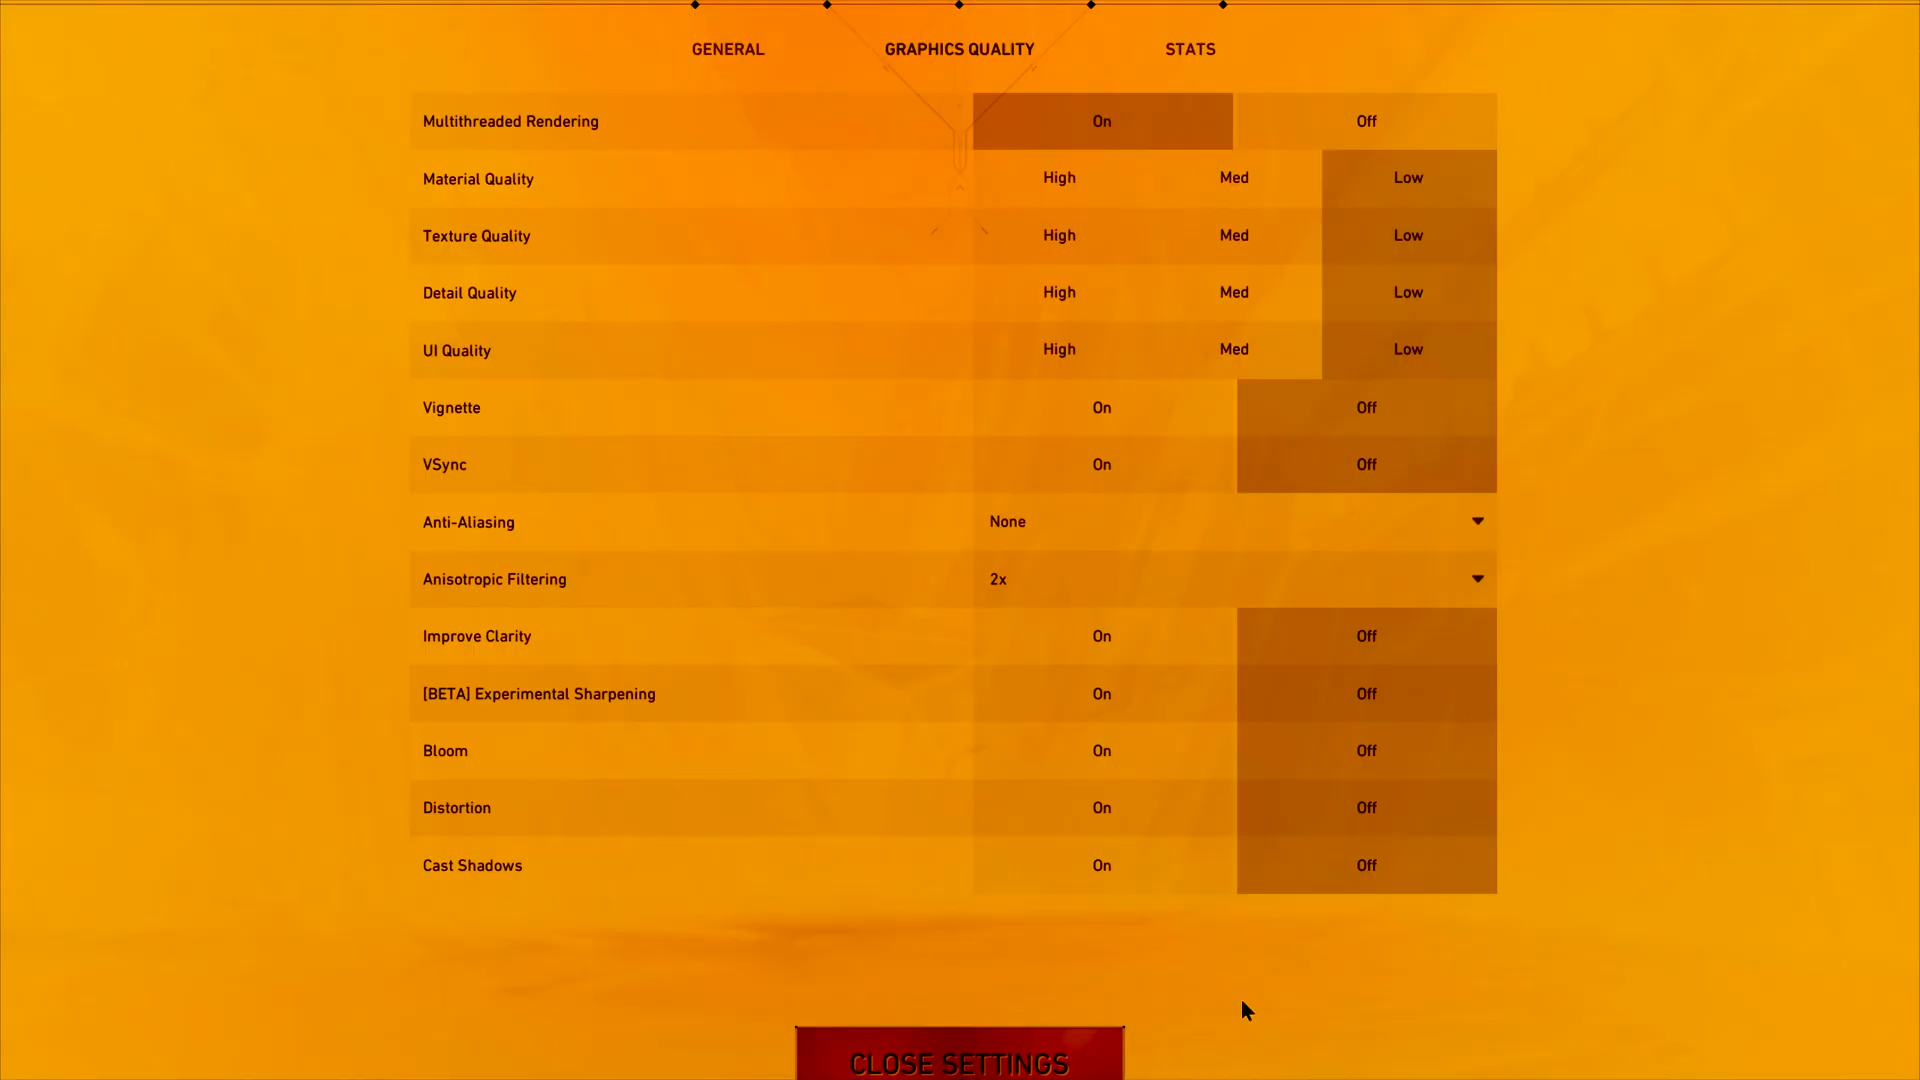 GENERAL GRAPHICS QUALITY STATS
Multithreaded Rendering On Off
Material Quality High Med Low
Texture Quality High Med Low
Detail Quality High Med Low
UI Quality High Med Low
Vignette On Off
VSync On Off
Anti-Aliasing None
Anisotropic Filtering 2x
Improve Clarity On Off
[BETA] Experimental Sharpening On Off
Bloom On Off
Distortion On Off
Cast Shadows On Off
CLOSE SETTINGS